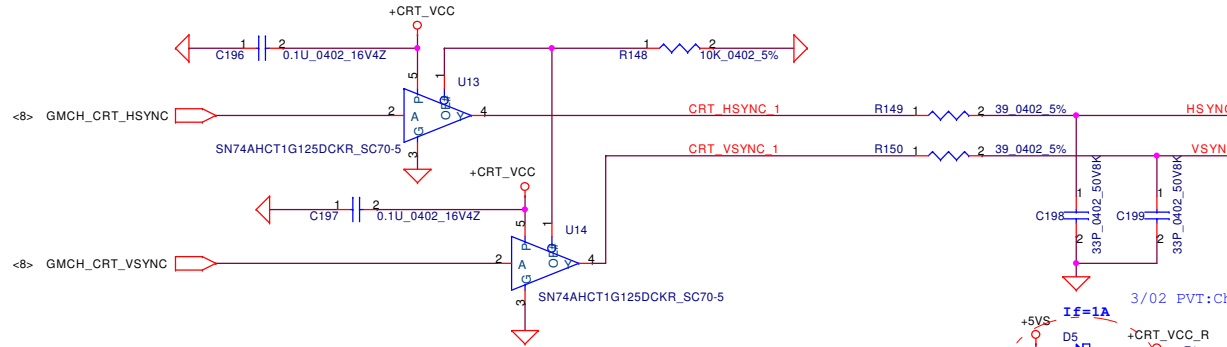 +CRT_VCC
1 C196 2 0.1U_0402_16V4Z
R148 1 2 10K_0402_5%
5 1 U13
P OE#
<8> GMCH_CRT_HSYNC 2 A Y 4 CRT_HSYNC_1 R149 1 2 39_0402_5% HSYNC
G
3
SN74AHCT1G125DCKR_SC70-5
CRT_VSYNC_1 R150 1 2 39_0402_5% VSYN
+CRT_VCC
1 C197 2 0.1U_0402_16V4Z
5 1 U14
P OE#
1 C198 2 33P_0402_50V8K
1 C199 2 33P_0402_50V8K
<8> GMCH_CRT_VSYNC 2 A Y 4
G
3
SN74AHCT1G125DCKR_SC70-5
3/02 PVT:Ch
If=1A
+5VS
D5
+CRT_VCC_R